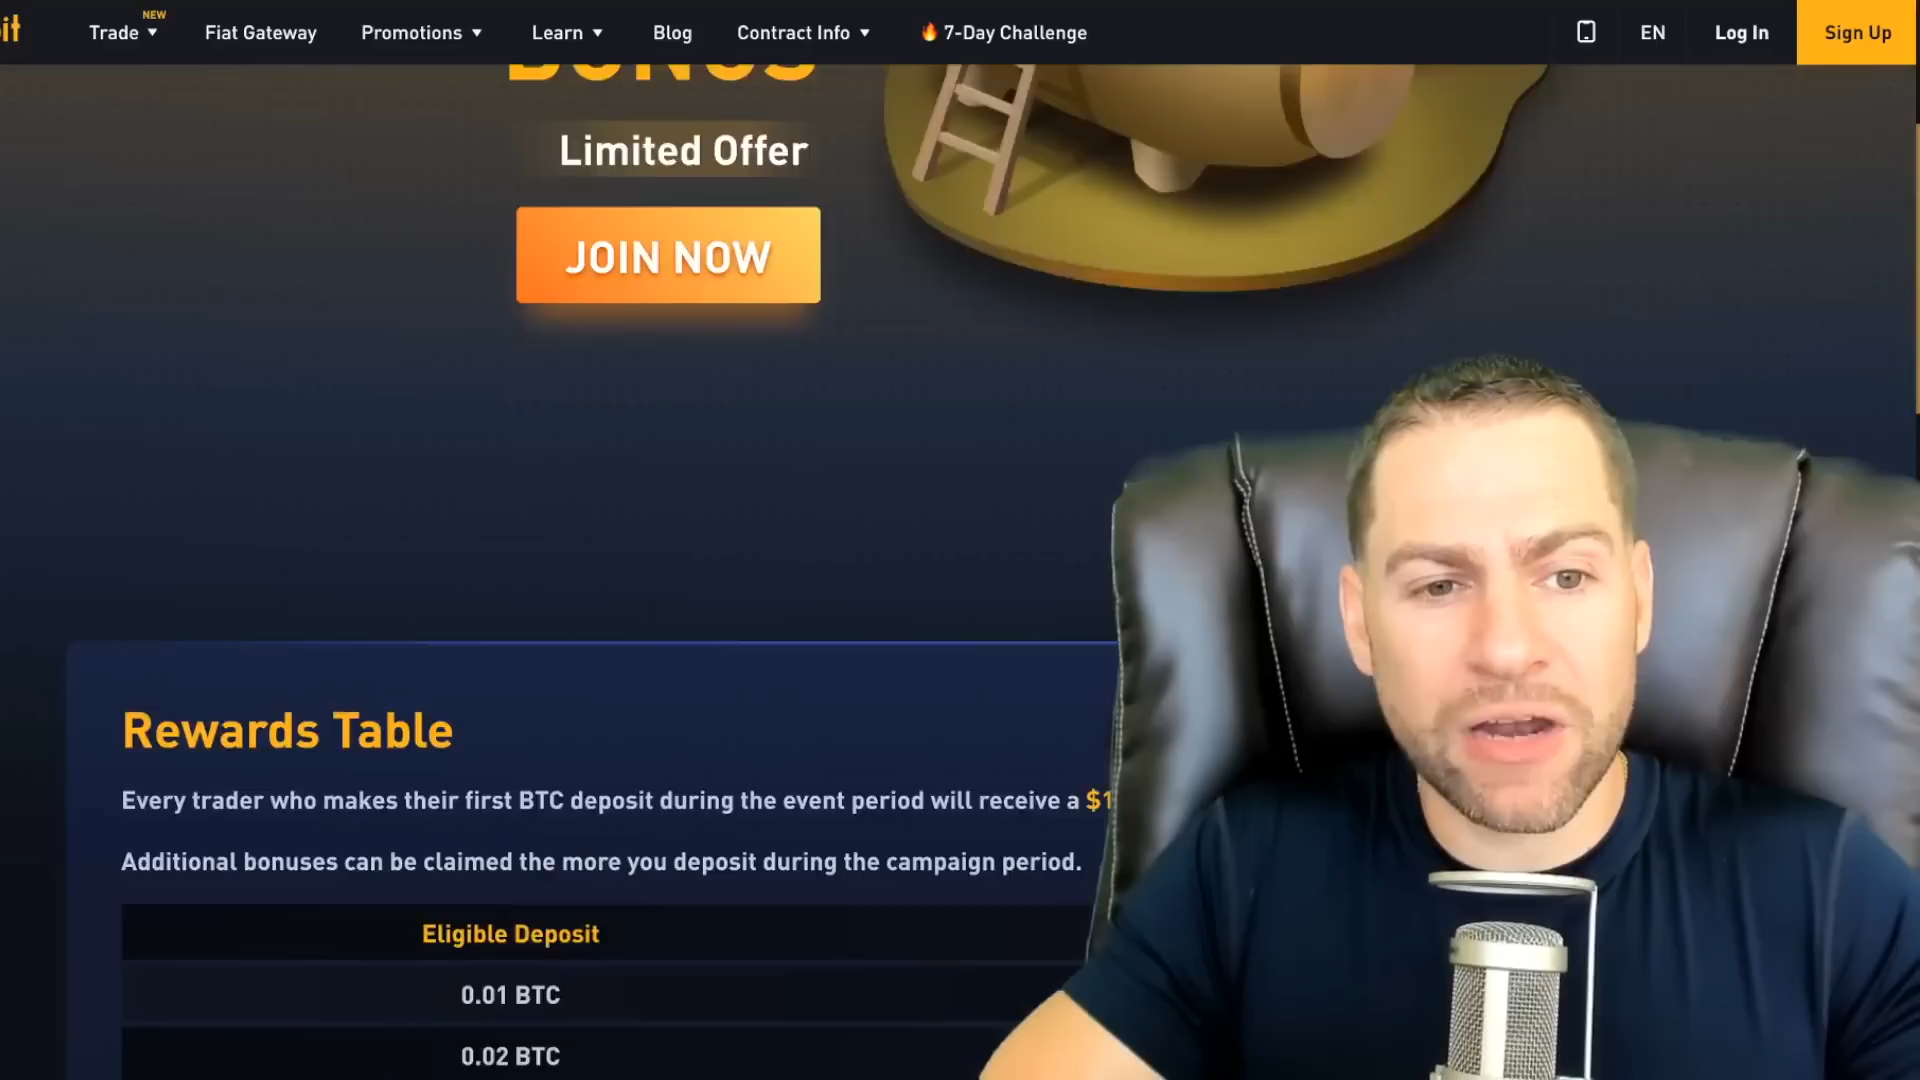 it
Trade NEW
Fiat Gateway
Promotions
Learn
Blog
Contract Info
7-Day Challenge
EN
Log In
Sign Up
BONUS
Limited Offer
JOIN NOW
Rewards Table
Every trader who makes their first BTC deposit during the event period will receive a $1
Additional bonuses can be claimed the more you deposit during the campaign period.
Eligible Deposit
0.01 BTC
0.02 BTC